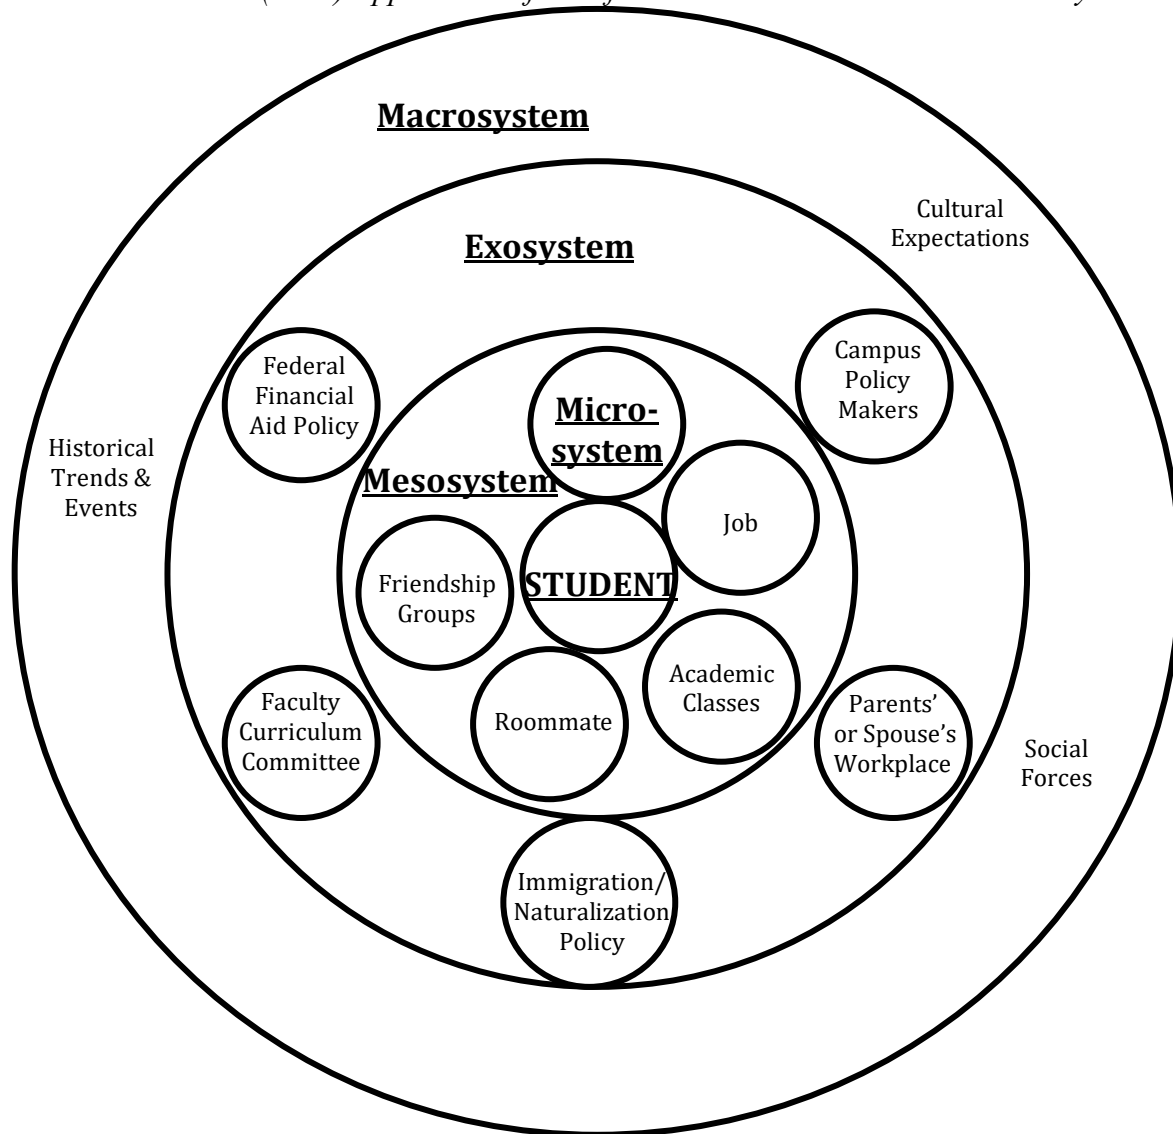 Macrosystem
Cultural
Expectations
Exosystem
Federal
Financial
Aid Policy
Campus
Policy
Makers
Historical
Trends &
Events
Micro-
system
Mesosystem
Job
Friendship
Groups
STUDENT
Roommate
Academic
Classes
Faculty
Curriculum
Committee
Parents’
or Spouse’s
Workplace
Social
Forces
Immigration/
Naturalization
Policy